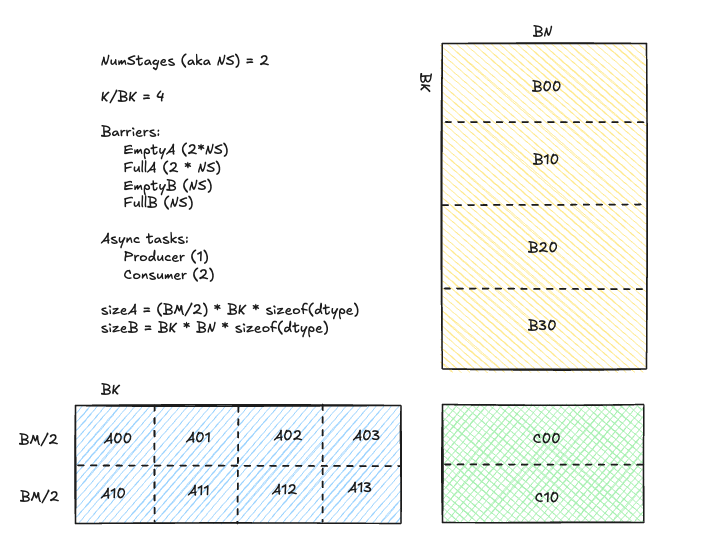 NumStages (aka NS) = 2
K/BK = 4
Barriers:
EmptyA (2*NS)
FullA (2 * NS)
EmptyB (NS)
FullB (NS)
Async tasks:
Producer (1)
Consumer (2)
sizeA = (BM/2) * BK * sizeof(dtype)
sizeB = BK * BN * sizeof(dtype)
BN
BK
B00
B10
B20
B30
BK
BM/2
A00 A01 A02 A03
BM/2
A10 A11 A12 A13
C00
C10